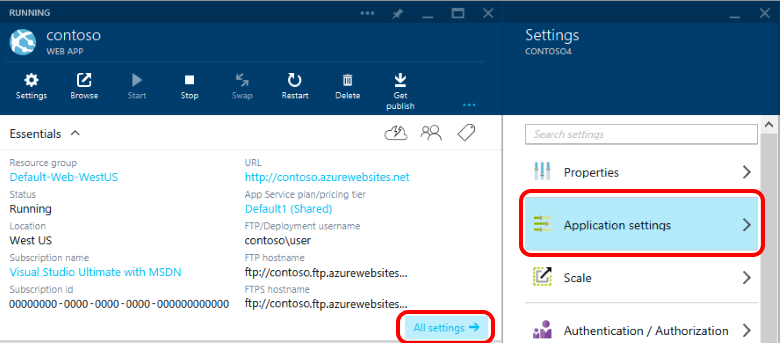 RUNNING
contoso
WEB APP
Settings
Browse
Start
Stop
Swap
Restart
Delete
Get
publish
Essentials
Resource group
Default-Web-WestUS
Status
Running
Location
West US
Subscription name
Visual Studio Ultimate with MSDN
Subscription id
00000000-0000-0000-0000-000000000000
URL
http://contoso.azurewebsites.net
App Service plan/pricing tier
Default1 (Shared)
FTP/Deployment username
contoso\user
FTP hostname
ftp://contoso.ftp.azurewebsites...
FTPS hostname
ftp://contoso.ftp.azurewebsites...
All settings
Settings
CONTOSO4
Search settings
Properties
Application settings
Scale
Authentication / Authorization